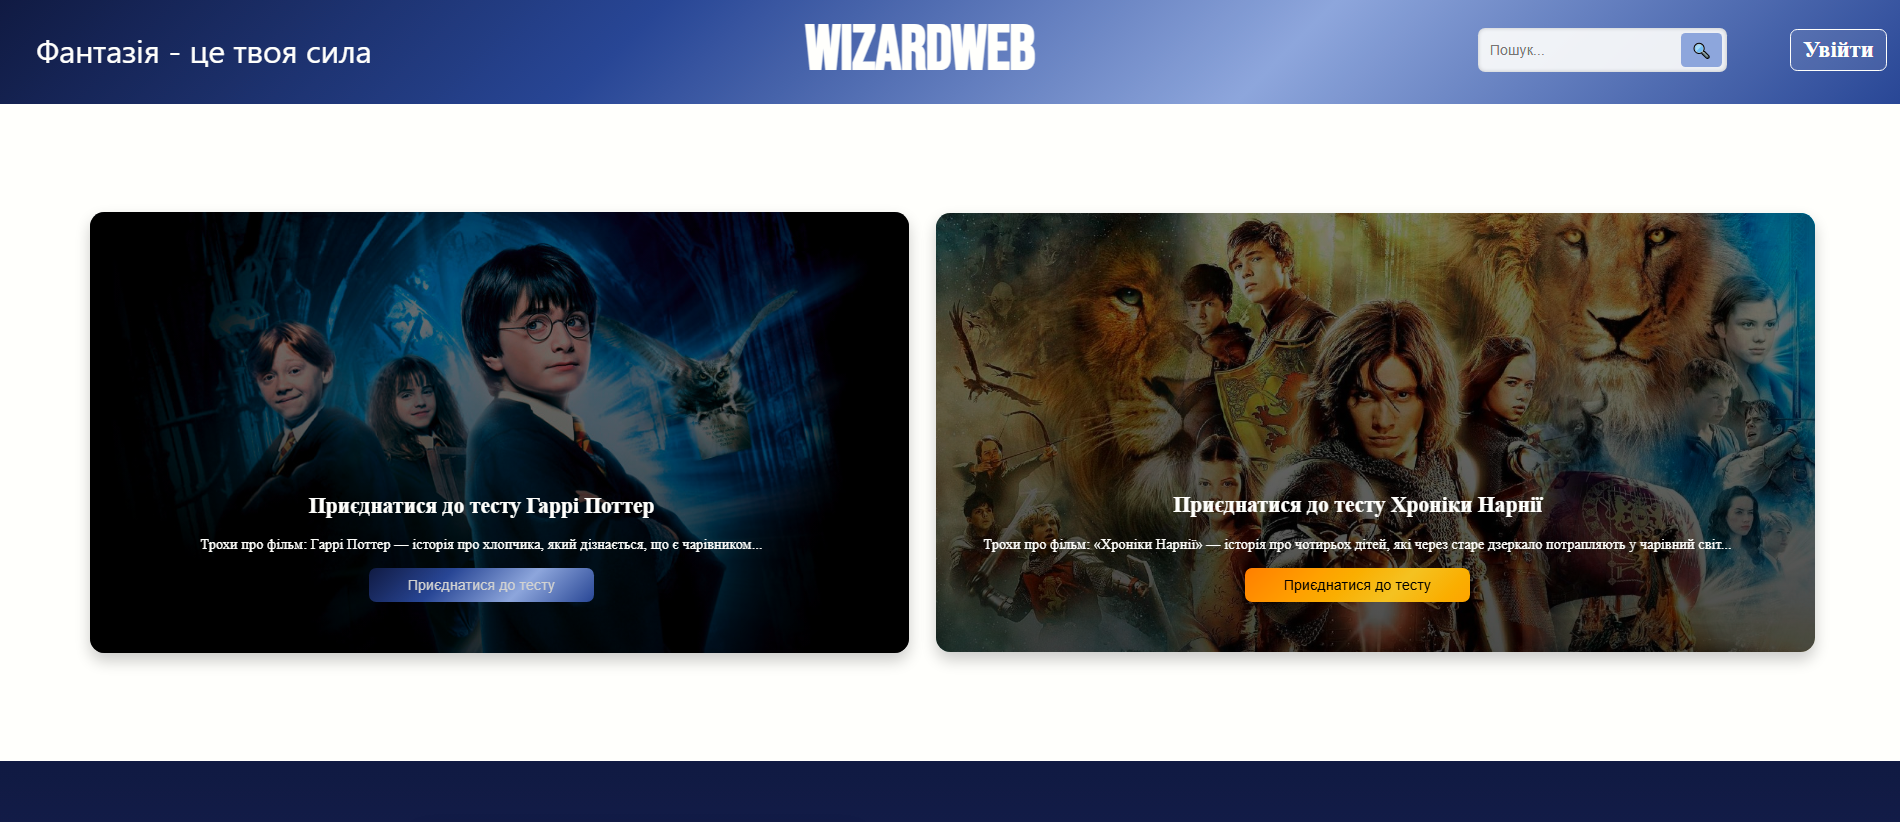 Фантазія - це твоя сила
WIZARDWEB
Пошук...
Увійти
Приєднатися до тесту Гаррі Поттер
Трохи про фільм: Гаррі Поттер — історія про хлопчика, який дізнається, що є чарівником...
Приєднатися до тесту
Приєднатися до тесту Хроніки Нарнії
Трохи про фільм: «Хроніки Нарнії» — історія про чотирьох дітей, які через старе дзеркало потрапляють у чарівний світ...
Приєднатися до тесту